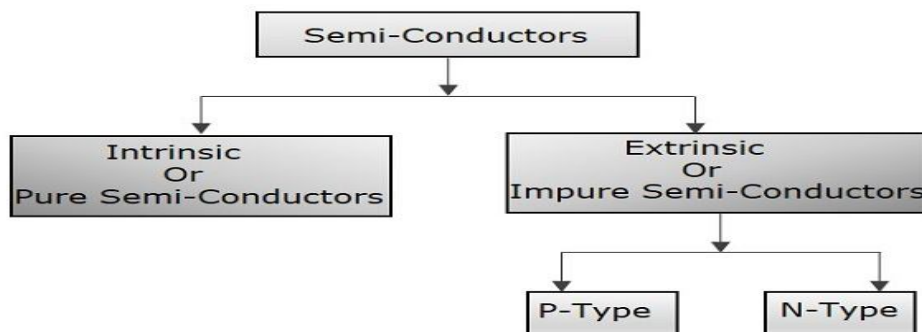 Semi-Conductors
Intrinsic
Or
Pure Semi-Conductors
Extrinsic
Or
Impure Semi-Conductors
P-Type
N-Type